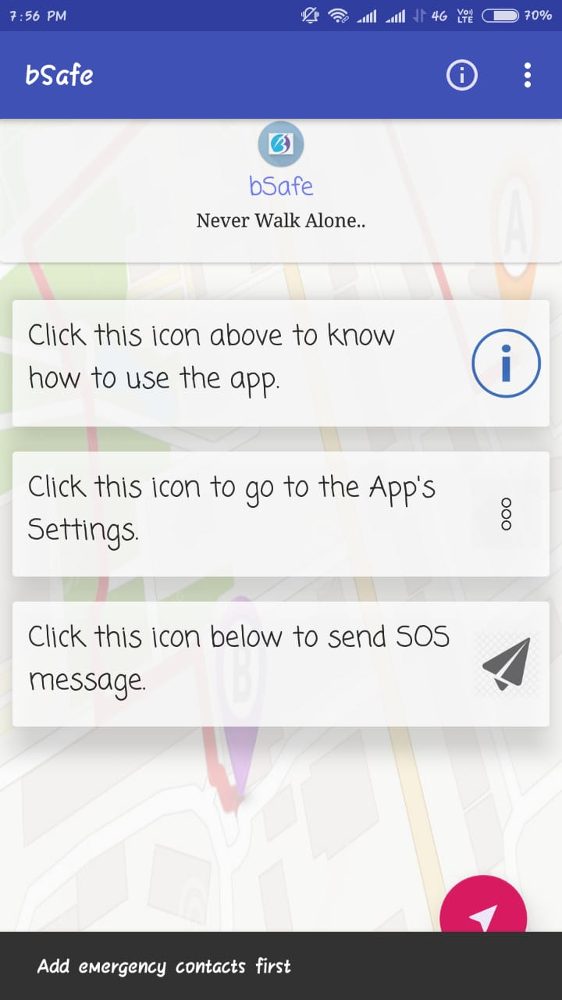 7:56 PM 4G Vo)) LTE 70%
bSafe
bSafe
Never Walk Alone..
A
Click this icon above to know
how to use the app.
Click this icon to go to the App's
Settings.
Click this icon below to send SOS
message.
B
Add emergency contacts first